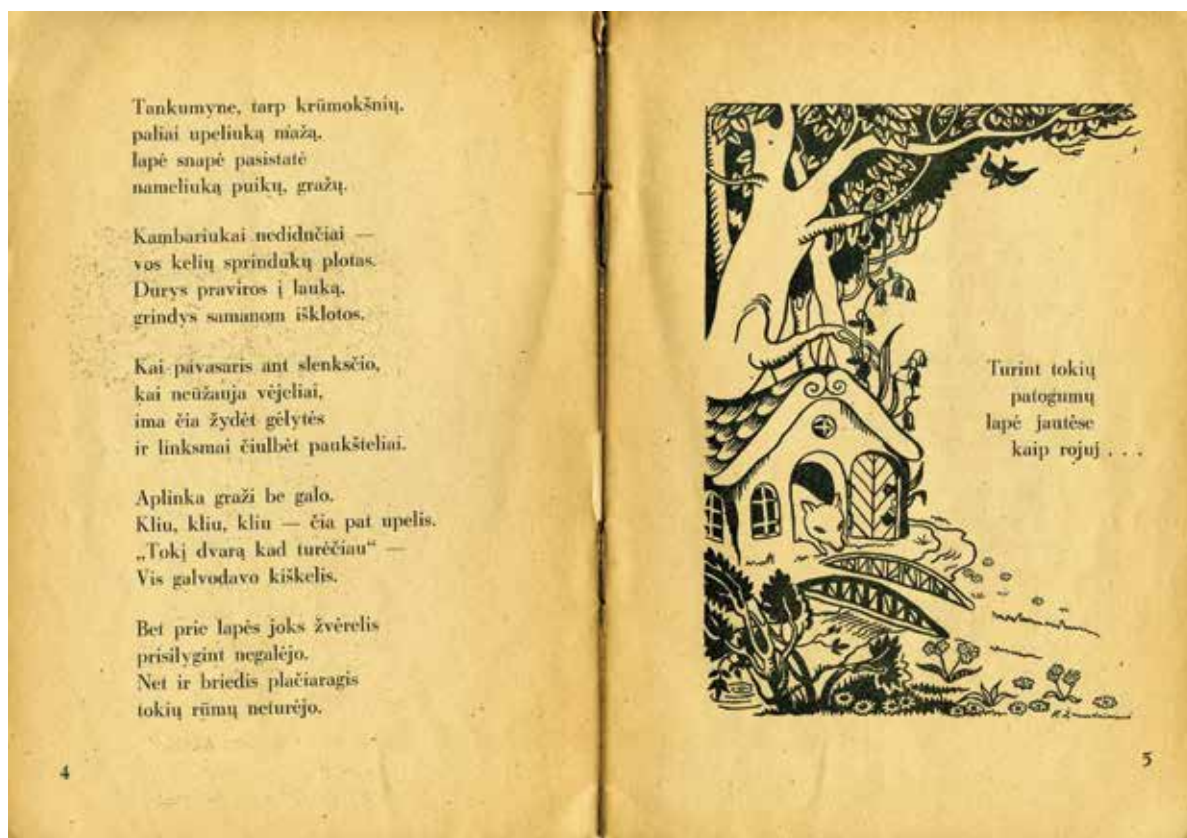 Tankumyne, tarp krūmokšnių,
paliai upeliuką mažą,
lapė snapė pasistatė
nameliuką puikų, gražų.
Kambariukai nedidučiai —
vos kelių sprindukų plotas.
Durys praviros į lauką,
grindys samanom išklotos.
Kai pavasaris ant slenksčio,
kai neūžauja vėjeliai,
ima čia žydėt gėlytės
ir linksmai čiulbėt paukšteliai.
Aplinka graži be galo.
Kliu, kliu, kliu — čia pat upelis.
„Tokį dvarą kad turėčiau“ —
Vis galvodavo kiškelis.
Bet prie lapės joks žvėrelis
prisilygint negalėjo.
Net ir briedis plačiaragis
tokių rūmų neturėjo.
4
Turint tokių
patogumų
lapė jautėse
kaip rojuj . . .
5